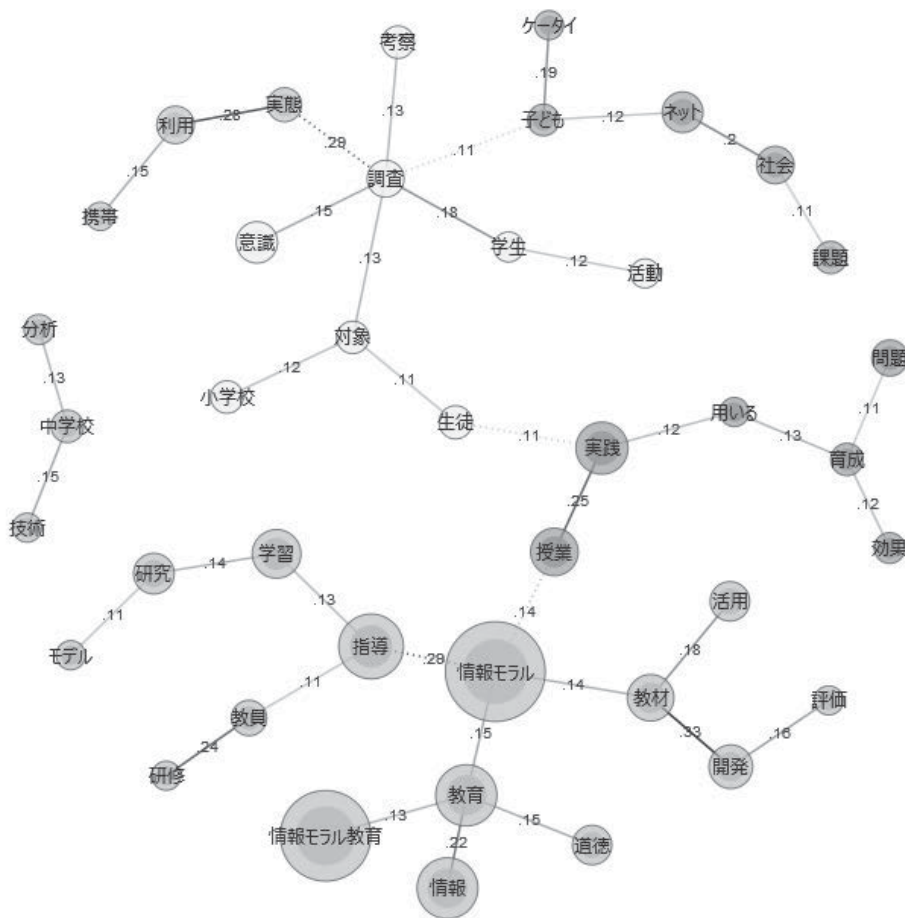 ケータイ
考察
.19
実態
.13
子ども
.12
ネット
利用
.28
.2
.29
.11
社会
.15
調査
携帯
.15
.18
.11
意識
学生
課題
.13
.12
活動
分析
対象
問題
.13
.12
.11
小学校
用いる
.11
中学校
生徒
.11
実践
.12
.13
育成
.15
.25
.12
技術
学習
授業
効果
研究
.14
.13
活用
.11
.14
指導
モデル
.29
情報モラル
.18
.11
.14
教材
評価
教員
.33
.16
.24
.15
開発
研修
教育
情報モラル教育
.13
.15
.22
道徳
情報